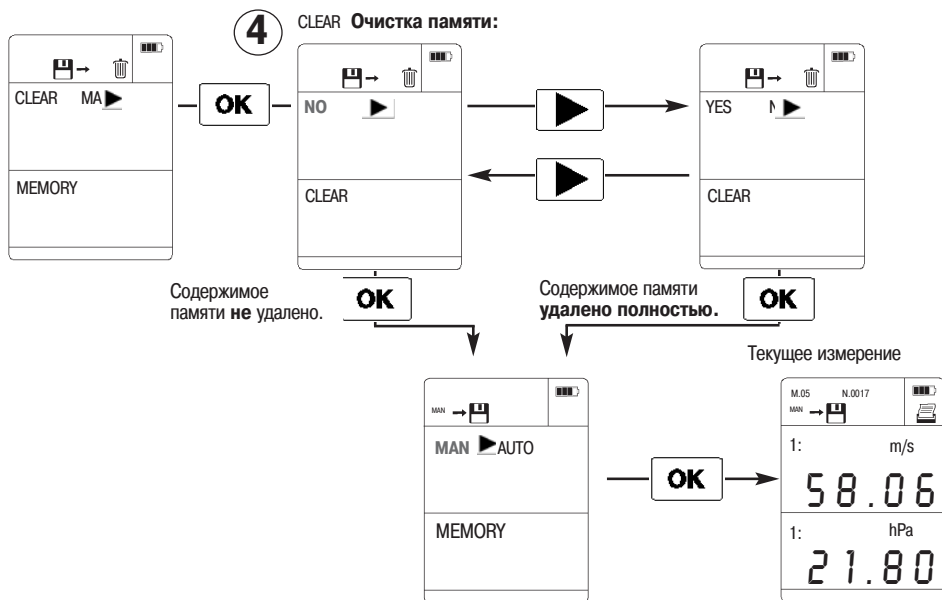 4 CLEAR Очистка памяти:
CLEAR MA
MEMORY
OK
NO
CLEAR
YES
CLEAR
Содержимое
памяти не удалено.
OK
Содержимое памяти
удалено полностью.
OK
Текущее измерение
MAN
MAN AUTO
MEMORY
OK
M.05 N.0017
MAN
1: m/s
58.06
1: hPa
21.80